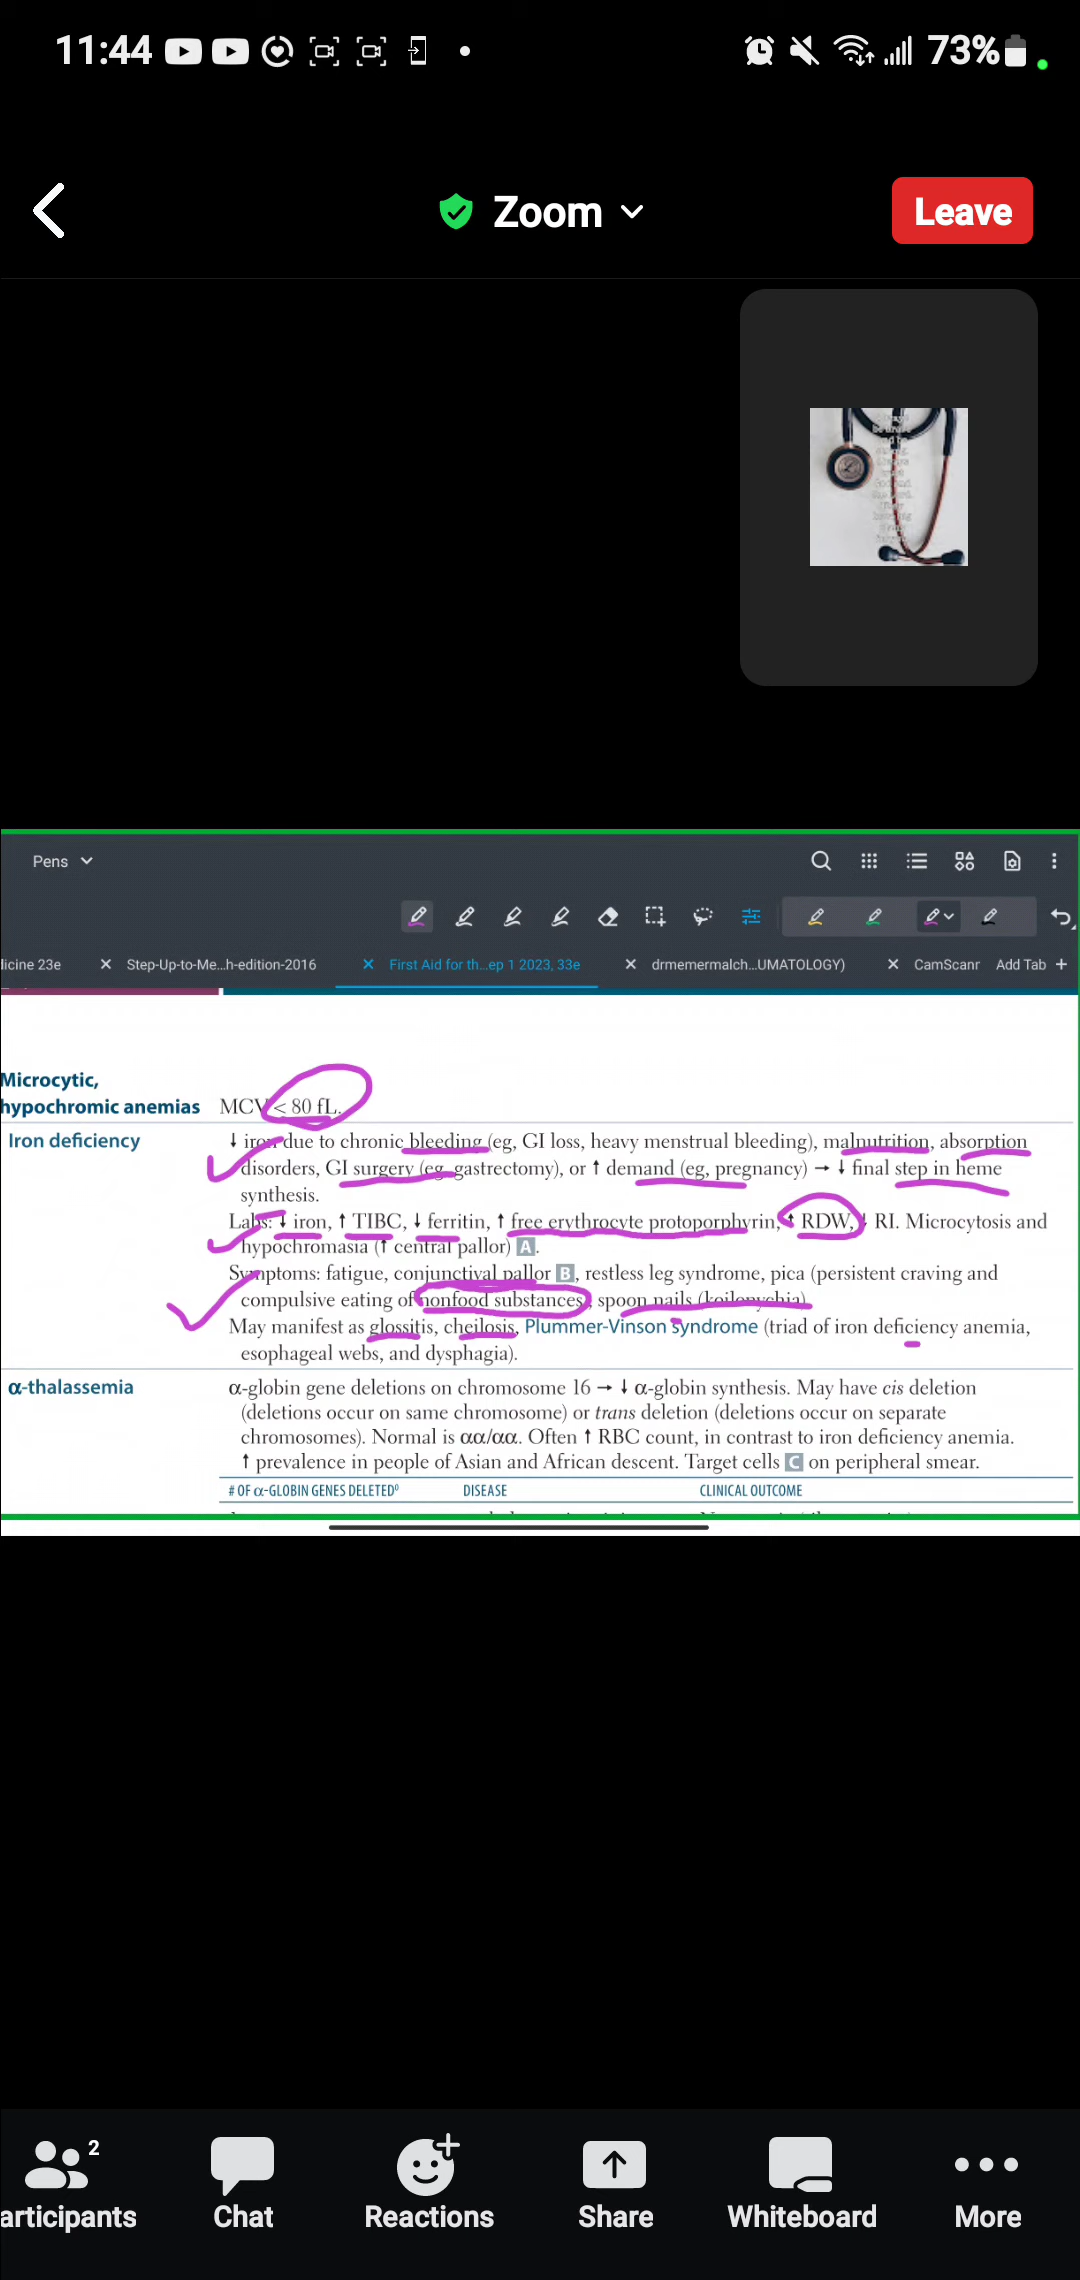 11:44
73%
Zoom
Leave
Pens
dicine 23e
Step-Up-to-Me...h-edition-2016
First Aid for th...ep 1 2023, 33e
drmemermalch...UMATOLOGY)
CamScanr
Add Tab +
Microcytic,
hypochromic anemias
MCV < 80 fL.
Iron deficiency
↓ iron due to chronic bleeding (eg, GI loss, heavy menstrual bleeding), malnutrition, absorption
disorders, GI surgery (eg, gastrectomy), or ↑ demand (eg, pregnancy) → ↓ final step in heme
synthesis.
Labs: ↓ iron, ↑ TIBC, ↓ ferritin, ↑ free erythrocyte protoporphyrin, ↑ RDW, ↓ RI. Microcytosis and
hypochromasia (↑ central pallor) A.
Symptoms: fatigue, conjunctival pallor B, restless leg syndrome, pica (persistent craving and
compulsive eating of nonfood substances), spoon nails (koilonychia).
May manifest as glossitis, cheilosis, Plummer-Vinson syndrome (triad of iron deficiency anemia,
esophageal webs, and dysphagia).
α-thalassemia
α-globin gene deletions on chromosome 16 → ↓ α-globin synthesis. May have cis deletion
(deletions occur on same chromosome) or trans deletion (deletions occur on separate
chromosomes). Normal is αα/αα. Often ↑ RBC count, in contrast to iron deficiency anemia.
↑ prevalence in people of Asian and African descent. Target cells C on peripheral smear.
# OF α-GLOBIN GENES DELETED⁰ DISEASE CLINICAL OUTCOME
2
articipants
Chat
Reactions
Share
Whiteboard
More